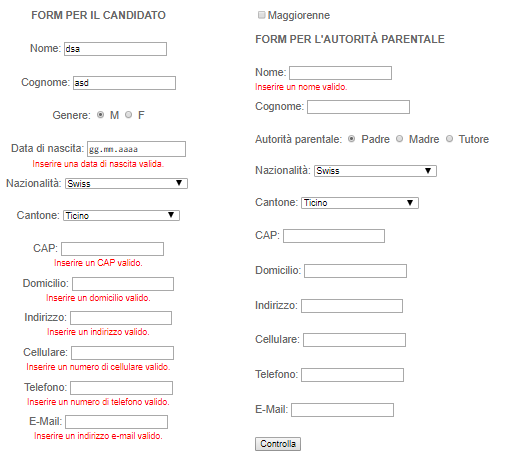 FORM PER IL CANDIDATO
Nome: dsa
Cognome: asd
Genere: M F
Data di nascita: gg.mm.aaaa
Inserire una data di nascita valida.
Nazionalità: Swiss
Cantone: Ticino
CAP:
Inserire un CAP valido.
Domicilio:
Inserire un domicilio valido.
Indirizzo:
Inserire un indirizzo valido.
Cellulare:
Inserire un numero di cellulare valido.
Telefono:
Inserire un numero di telefono valido.
E-Mail:
Inserire un indirizzo e-mail valido.
Maggiorenne
FORM PER L'AUTORITÀ PARENTALE
Nome:
Inserire un nome valido.
Cognome:
Autorità parentale: Padre Madre Tutore
Nazionalità: Swiss
Cantone: Ticino
CAP:
Domicilio:
Indirizzo:
Cellulare:
Telefono:
E-Mail:
Controlla